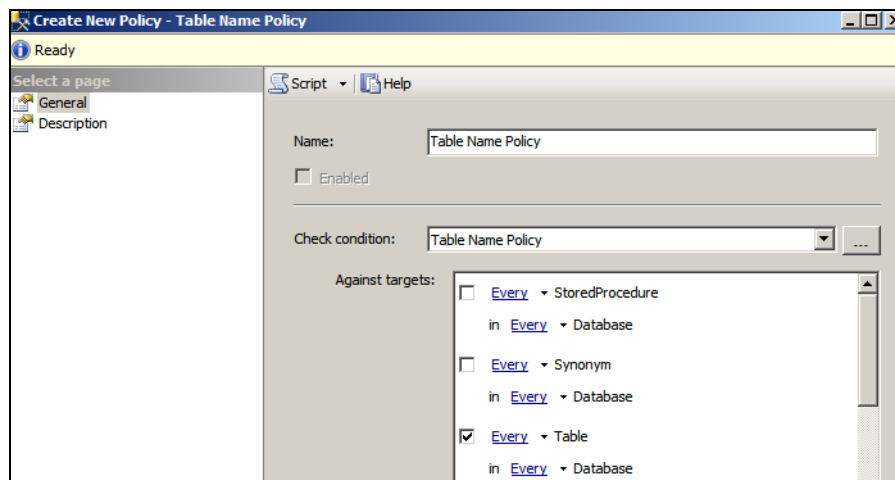 Create New Policy - Table Name Policy
Ready
Select a page
General
Description
Script Help
Name: Table Name Policy
Enabled
Check condition: Table Name Policy ...
Against targets:
Every StoredProcedure
in Every Database
Every Synonym
in Every Database
Every Table
in Every Database